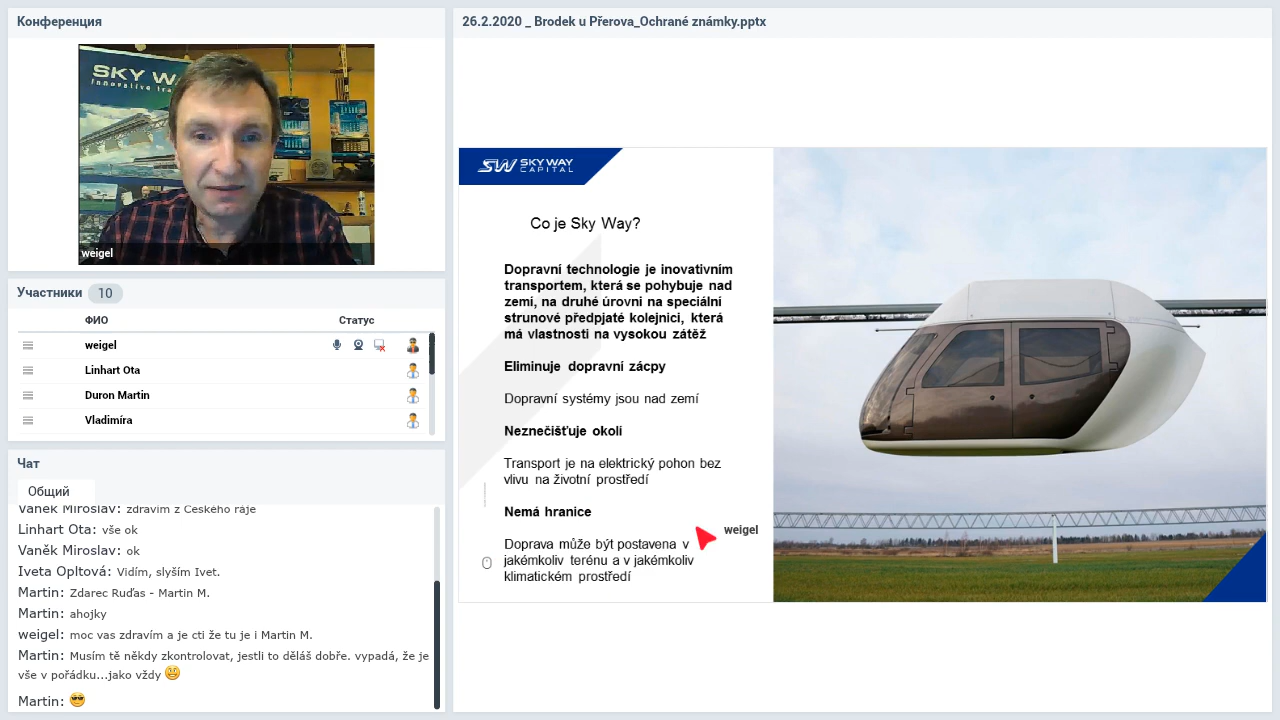 Конференция
SKY W
Innovative tra
weigel
Участники 10
ФИО Статус
weigel
Linhart Ota
Duron Martin
Vladimíra
Чат
Общий
Vaněk Miroslav: zdravím z Českého ráje
Linhart Ota: vše ok
Vaněk Miroslav: ok
Iveta Opltová: Vidím, slyším Ivet.
Martin: Zdarec Ruďas - Martin M.
Martin: ahojky
weigel: moc vas zdravím a je cti že tu je i Martin M.
Martin: Musím tě někdy zkontrolovat, jestli to děláš dobře. vypadá, že je
vše v pořádku...jako vždy
Martin:
26.2.2020 _ Brodek u Přerova_Ochrané známky.pptx
SW SKY WAY
CAPITAL
Co je Sky Way?
Dopravní technologie je inovativním
transportem, která se pohybuje nad
zemí, na druhé úrovni na speciální
strunové předpjaté kolejnici, která
má vlastnosti na vysokou zátěž
Eliminuje dopravní zácpy
Dopravní systémy jsou nad zemí
Neznečišťuje okolí
Transport je na elektrický pohon bez
vlivu na životní prostředí
Nemá hranice
Doprava může být postavena v
jakémkoliv terénu a v jakémkoliv
klimatickém prostředí
weigel